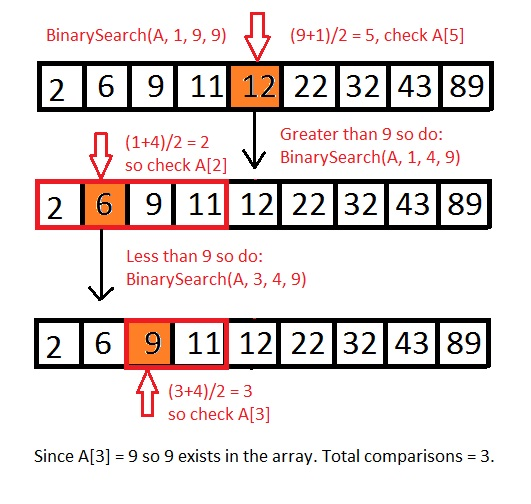 BinarySearch(A, 1, 9, 9)
(9+1)/2 = 5, check A[5]
2 6 9 11 12 22 32 43 89
(1+4)/2 = 2
so check A[2]
Greater than 9 so do:
BinarySearch(A, 1, 4, 9)
2 6 9 11 12 22 32 43 89
Less than 9 so do:
BinarySearch(A, 3, 4, 9)
2 6 9 11 12 22 32 43 89
(3+4)/2 = 3
so check A[3]
Since A[3] = 9 so 9 exists in the array. Total comparisons = 3.